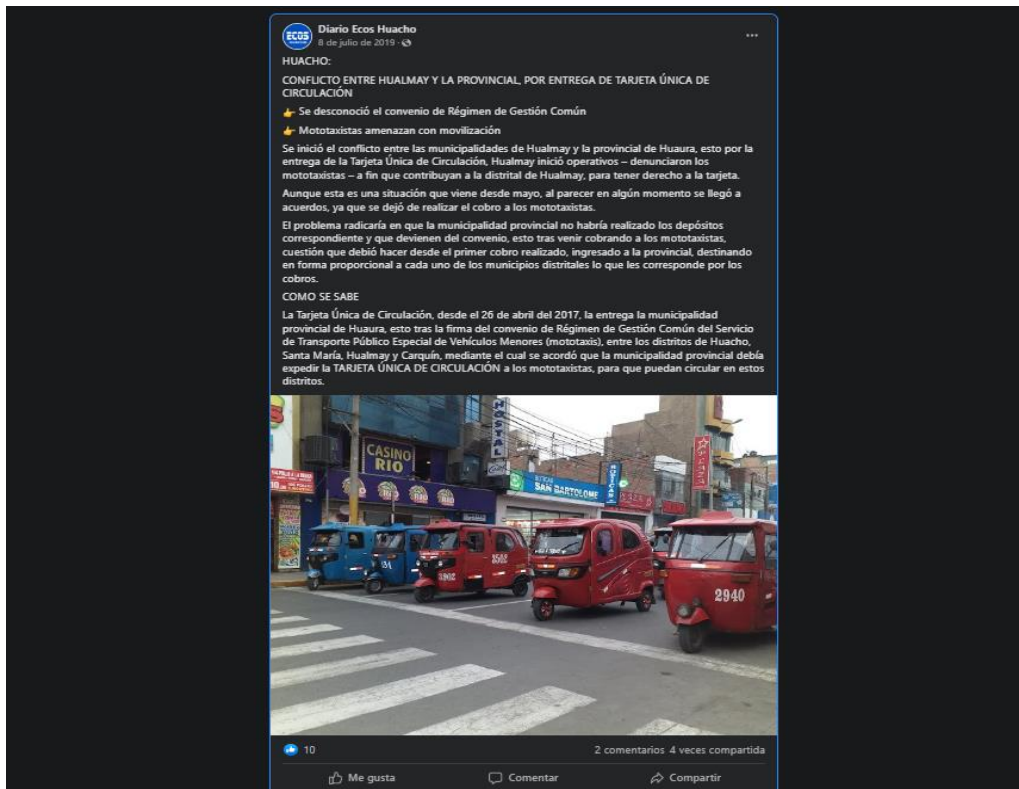 Diario Ecos Huacho
ECOS
8 de julio de 2019 ·
HUACHO:
CONFLICTO ENTRE HUALMAY Y LA PROVINCIAL, POR ENTREGA DE TARJETA ÚNICA DE
CIRCULACIÓN
👉 Se desconoció el convenio de Régimen de Gestión Común
👉 Mototaxistas amenazan con movilización
Se inició el conflicto entre las municipalidades de Hualmay y la provincial de Huaura, esto por la
entrega de la Tarjeta Única de Circulación, Hualmay inició operativos – denunciaron los
mototaxistas – a fin que contribuyan a la distrital de Hualmay, para tener derecho a la tarjeta.
Aunque esta es una situación que viene desde mayo, al parecer en algún momento se llegó a
acuerdos, ya que se dejó de realizar el cobro a los mototaxistas.
El problema radicaría en que la municipalidad provincial no habría realizado los depósitos
correspondiente y que devienen del convenio, esto tras venir cobrando a los mototaxistas,
cuestión que debió hacer desde el primer cobro realizado, ingresado a la provincial, destinando
en forma proporcional a cada uno de los municipios distritales lo que les corresponde por los
cobros.
COMO SE SABE
La Tarjeta Única de Circulación, desde el 26 de abril del 2017, la entrega la municipalidad
provincial de Huaura, esto tras la firma del convenio de Régimen de Gestión Común del Servicio
de Transporte Público Especial de Vehículos Menores (mototaxis), entre los distritos de Huacho,
Santa María, Hualmay y Carquín, mediante el cual se acordó que la municipalidad provincial debía
expedir la TARJETA ÚNICA DE CIRCULACIÓN a los mototaxistas, para que puedan circular en estos
distritos.
HOSTAL
CASINO
RIO
SAN BARTOLOME
3902
2940
10
2 comentarios 4 veces compartida
Me gusta
Comentar
Compartir